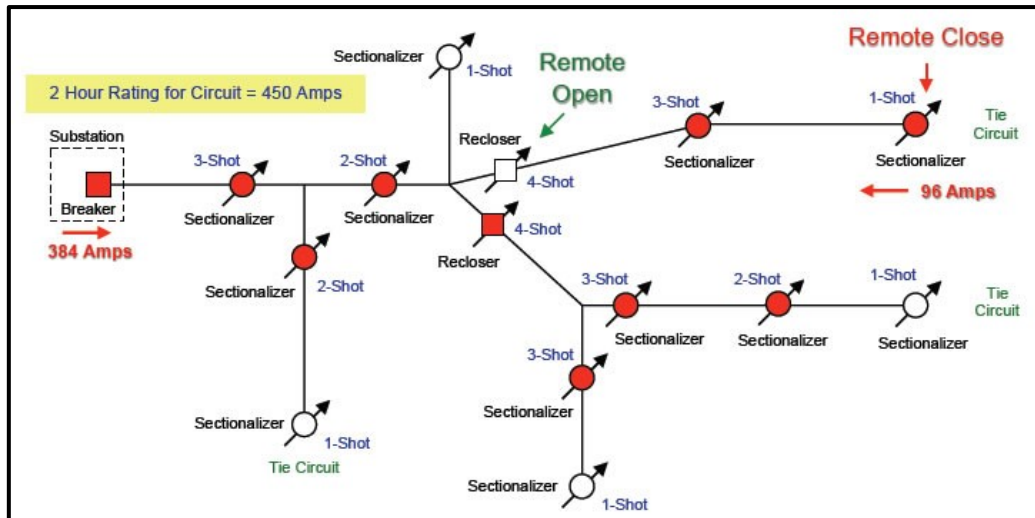 Sectionalizer
1-Shot
2 Hour Rating for Circuit = 450 Amps
Remote
Open
Remote Close
Substation
Breaker
384 Amps
3-Shot
Sectionalizer
2-Shot
Sectionalizer
Recloser
4-Shot
3-Shot
Sectionalizer
1-Shot
Sectionalizer
Tie
Circuit
96 Amps
Sectionalizer
2-Shot
4-Shot
Recloser
3-Shot
Sectionalizer
2-Shot
Sectionalizer
1-Shot
Sectionalizer
Tie
Circuit
3-Shot
Sectionalizer
Sectionalizer
1-Shot
Tie Circuit
Sectionalizer
1-Shot